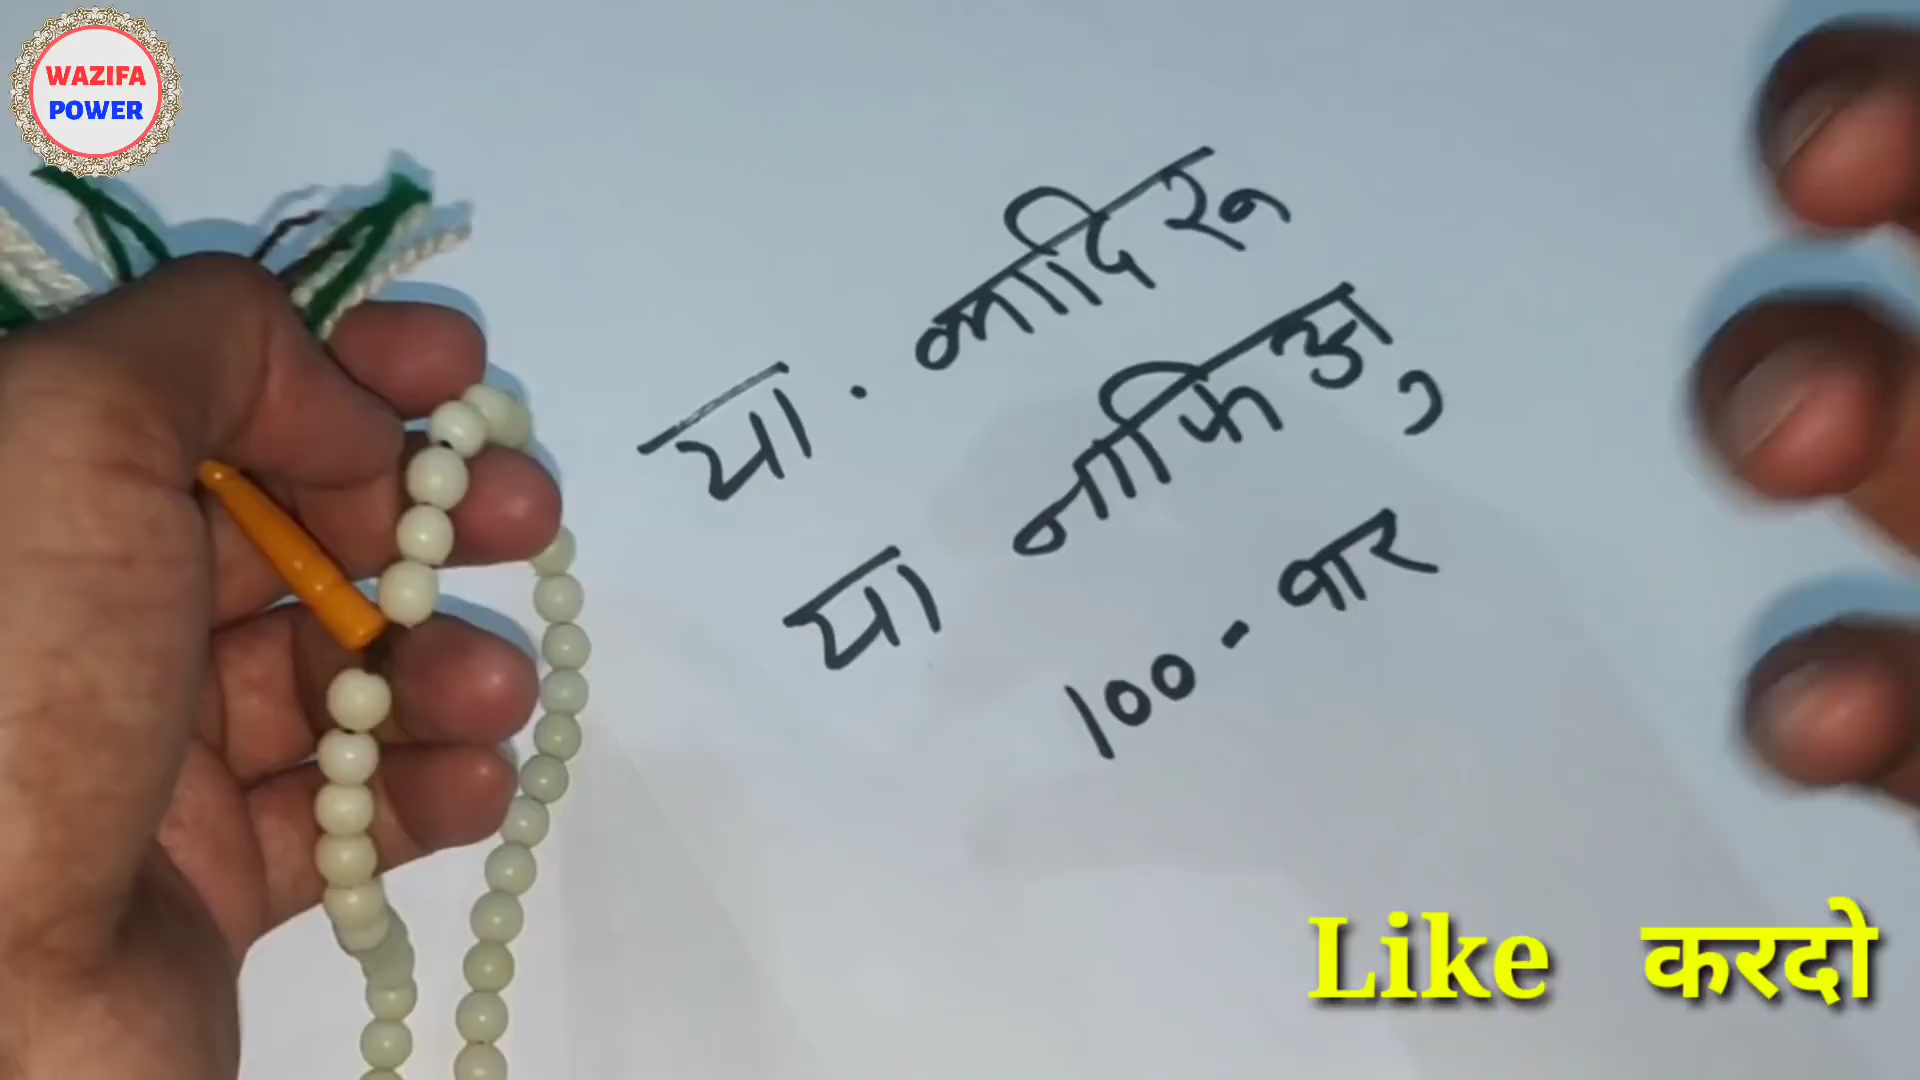 WAZIFA
POWER
या . कादिरु
या नाफिउ,
100 - बार
Like करदो